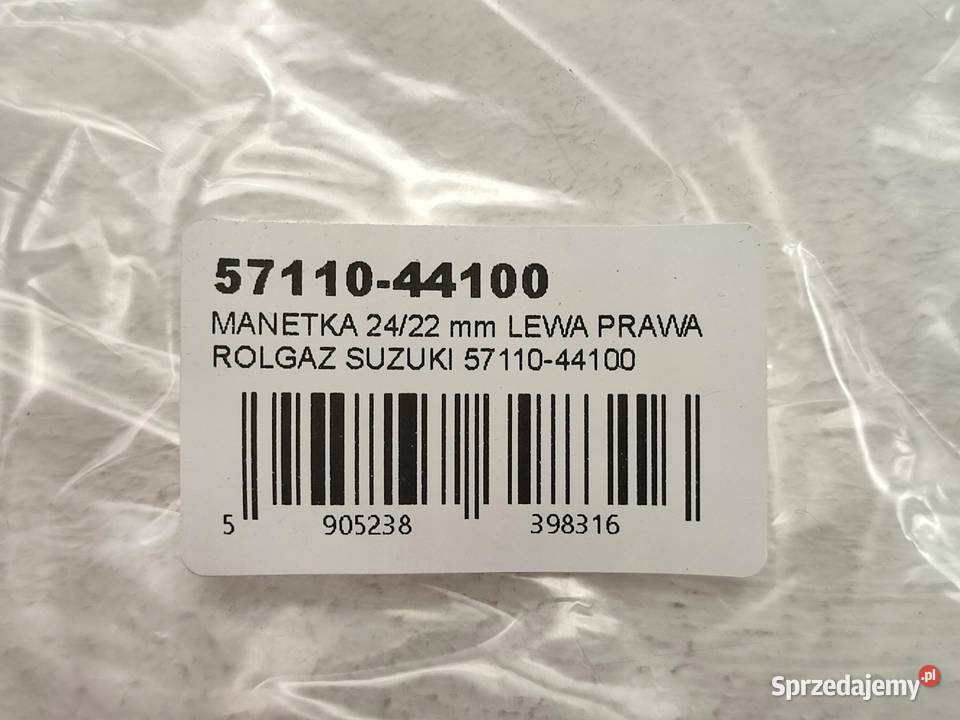 57110-44100
MANETKA 24/22 mm LEWA PRAWA
ROLGAZ SUZUKI 57110-44100
5 905238 398316
Sprzedajemy.pl